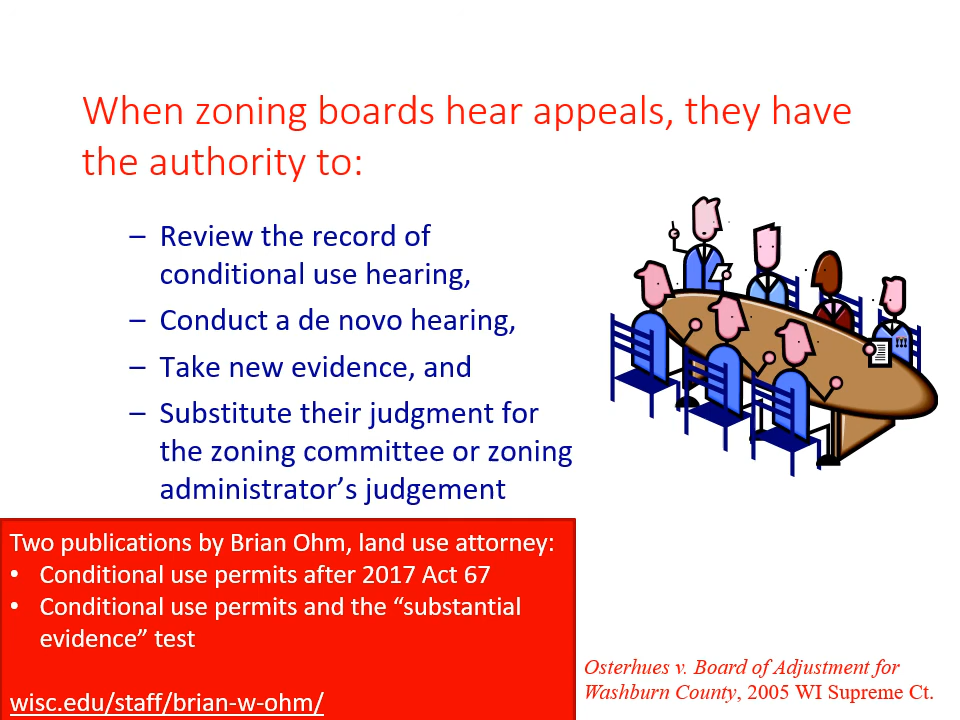 When zoning boards hear appeals, they have
the authority to:
– Review the record of
conditional use hearing,
– Conduct a de novo hearing,
– Take new evidence, and
– Substitute their judgment for
the zoning committee or zoning
administrator’s judgement
Two publications by Brian Ohm, land use attorney:
• Conditional use permits after 2017 Act 67
• Conditional use permits and the “substantial
evidence” test
wisc.edu/staff/brian-w-ohm/
Osterhues v. Board of Adjustment for
Washburn County, 2005 WI Supreme Ct.